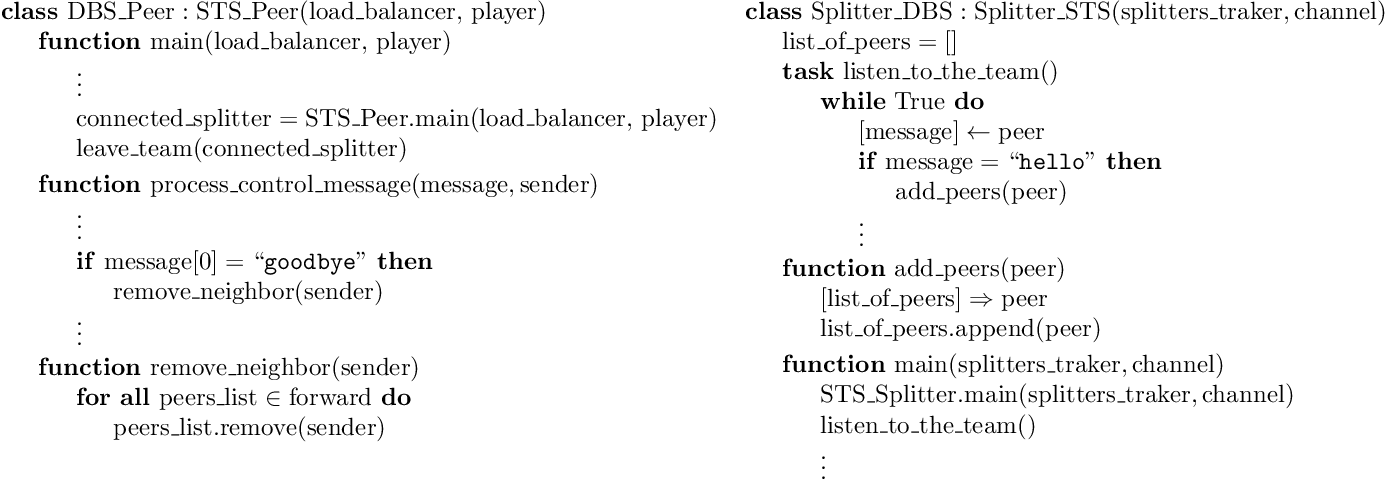 class DBS_Peer : STS_Peer(load_balancer, player)
function main(load_balancer, player)
⋮
connected_splitter = STS_Peer.main(load_balancer, player)
leave_team(connected_splitter)
function process_control_message(message, sender)
⋮
if message[0] = “goodbye” then
remove_neighbor(sender)
⋮
function remove_neighbor(sender)
for all peers_list ∈ forward do
peers_list.remove(sender)
class Splitter_DBS : Splitter_STS(splitters_traker, channel)
list_of_peers = []
task listen_to_the_team()
while True do
[message] ← peer
if message = “hello” then
add_peers(peer)
⋮
function add_peers(peer)
[list_of_peers] ⇒ peer
list_of_peers.append(peer)
function main(splitters_traker, channel)
STS_Splitter.main(splitters_traker, channel)
listen_to_the_team()
⋮